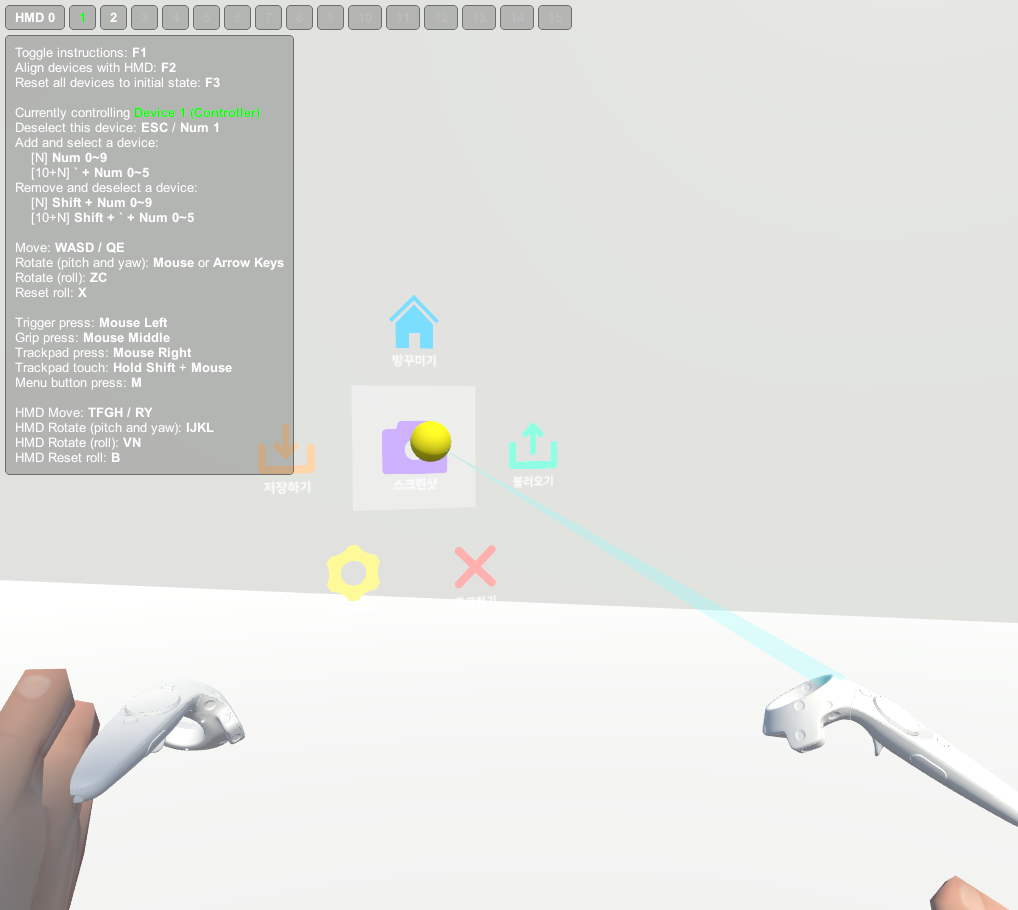 HMD 0 1 2 3 4 5 6 7 8 9 10 11 12 13 14 15
Toggle instructions: F1
Align devices with HMD: F2
Reset all devices to initial state: F3
Currently controlling Device 1 (Controller)
Deselect this device: ESC / Num 1
Add and select a device:
[N] Num 0~9
[10+N] ` + Num 0~5
Remove and deselect a device:
[N] Shift + Num 0~9
[10+N] Shift + ` + Num 0~5
Move: WASD / QE
Rotate (pitch and yaw): Mouse or Arrow Keys
Rotate (roll): ZC
Reset roll: X
Trigger press: Mouse Left
Grip press: Mouse Middle
Trackpad press: Mouse Right
Trackpad touch: Hold Shift + Mouse
Menu button press: M
HMD Move: TFGH / RY
HMD Rotate (pitch and yaw): IJKL
HMD Rotate (roll): VN
HMD Reset roll: B
방꾸미기
저장하기
스크린샷
불러오기